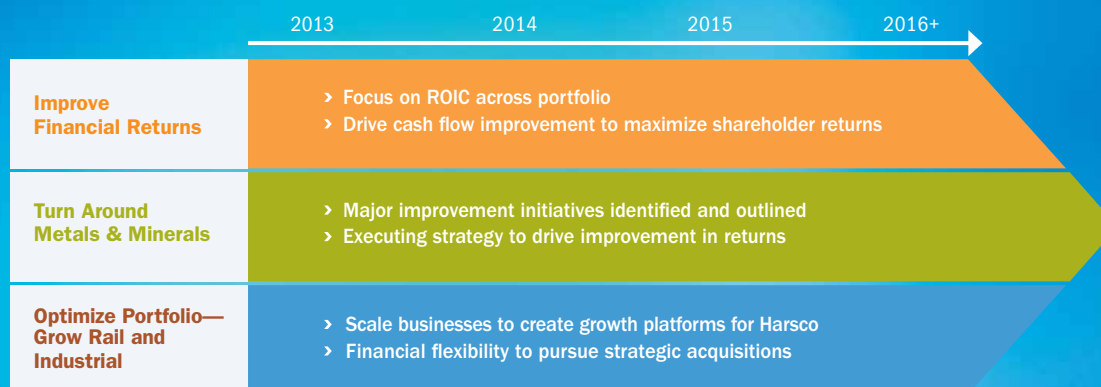 2013 2014 2015 2016+
Improve
Financial Returns
› Focus on ROIC across portfolio
› Drive cash flow improvement to maximize shareholder returns
Turn Around
Metals & Minerals
› Major improvement initiatives identified and outlined
› Executing strategy to drive improvement in returns
Optimize Portfolio—
Grow Rail and
Industrial
› Scale businesses to create growth platforms for Harsco
› Financial flexibility to pursue strategic acquisitions